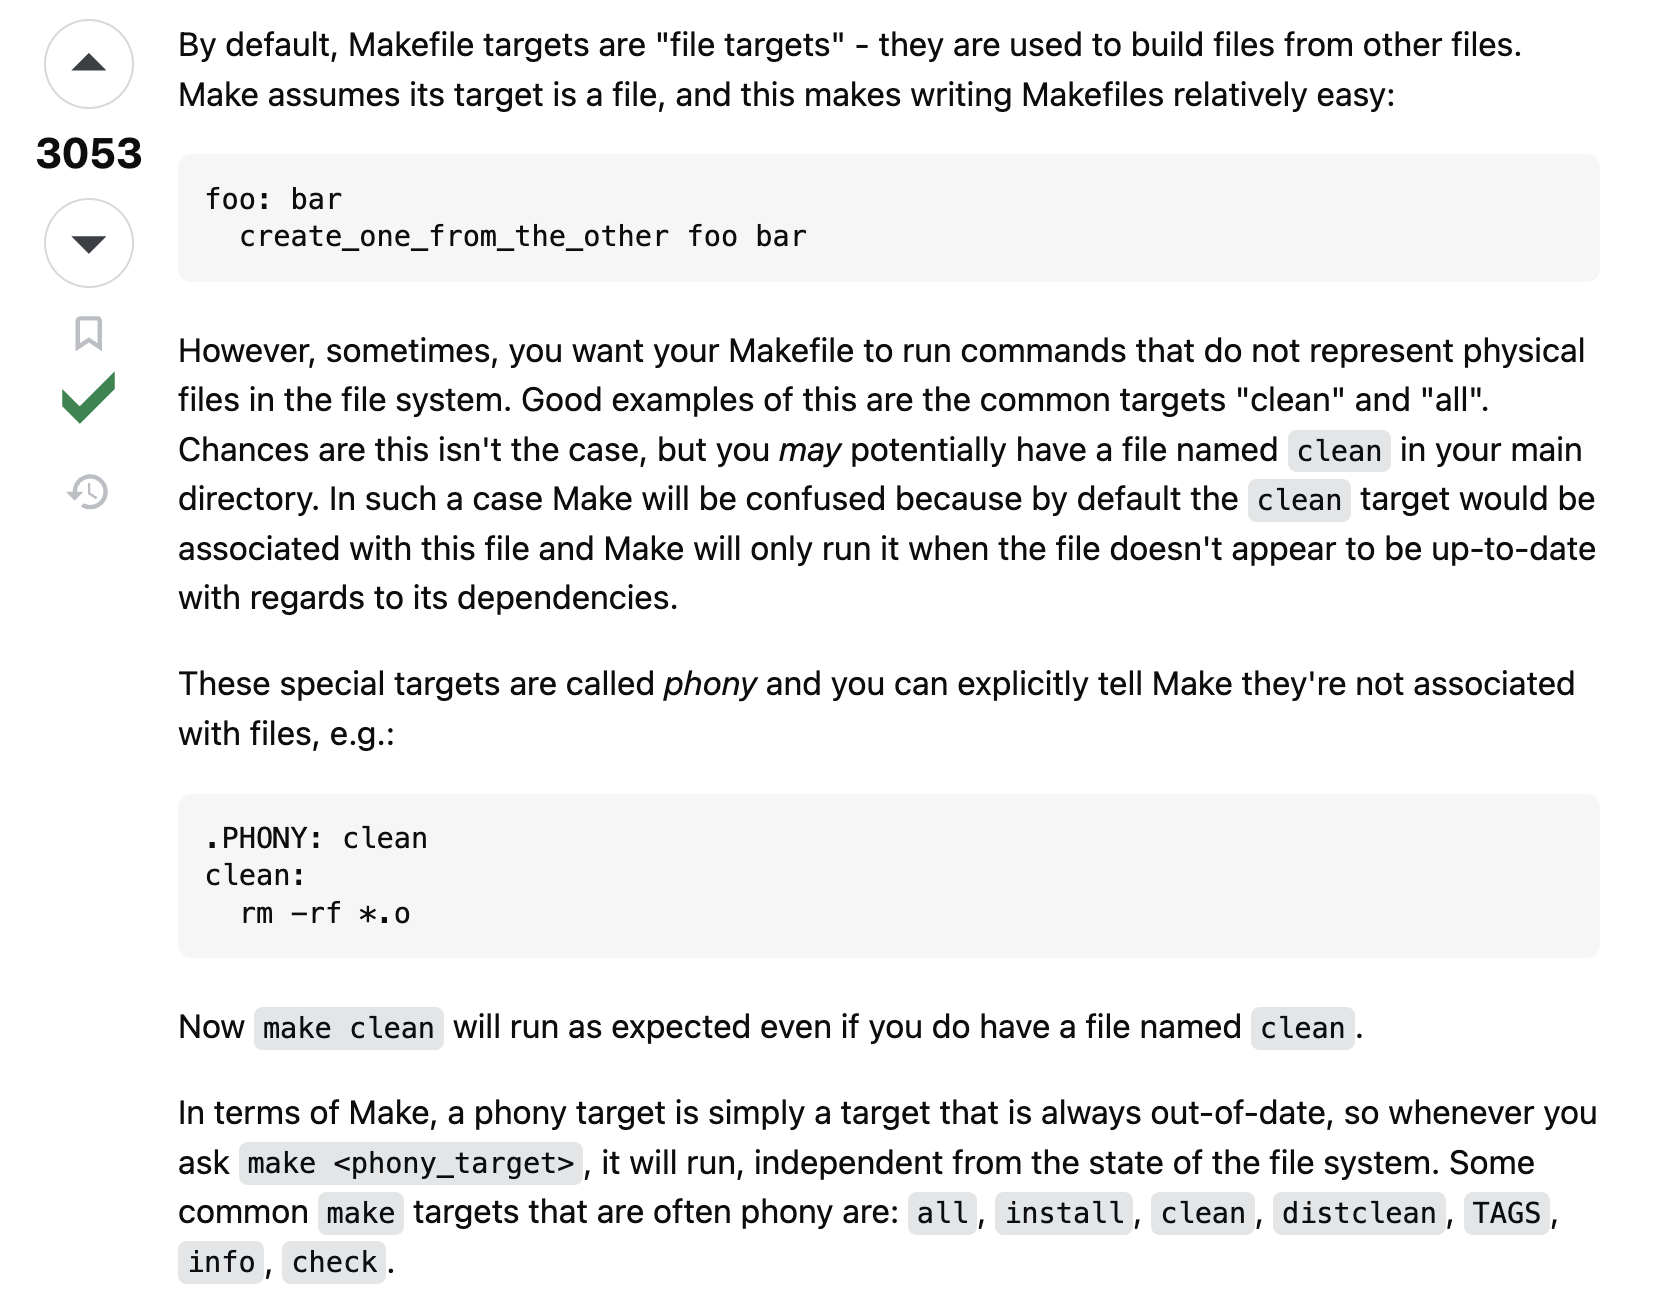 By default, Makefile targets are "file targets" - they are used to build files from other files.
Make assumes its target is a file, and this makes writing Makefiles relatively easy:
3053
foo: bar
  create_one_from_the_other foo bar
However, sometimes, you want your Makefile to run commands that do not represent physical
files in the file system. Good examples of this are the common targets "clean" and "all".
Chances are this isn't the case, but you may potentially have a file named clean in your main
directory. In such a case Make will be confused because by default the clean target would be
associated with this file and Make will only run it when the file doesn't appear to be up-to-date
with regards to its dependencies.
These special targets are called phony and you can explicitly tell Make they're not associated
with files, e.g.:
.PHONY: clean
clean:
  rm -rf *.o
Now make clean will run as expected even if you do have a file named clean.
In terms of Make, a phony target is simply a target that is always out-of-date, so whenever you
ask make <phony_target>, it will run, independent from the state of the file system. Some
common make targets that are often phony are: all, install, clean, distclean, TAGS,
info, check.